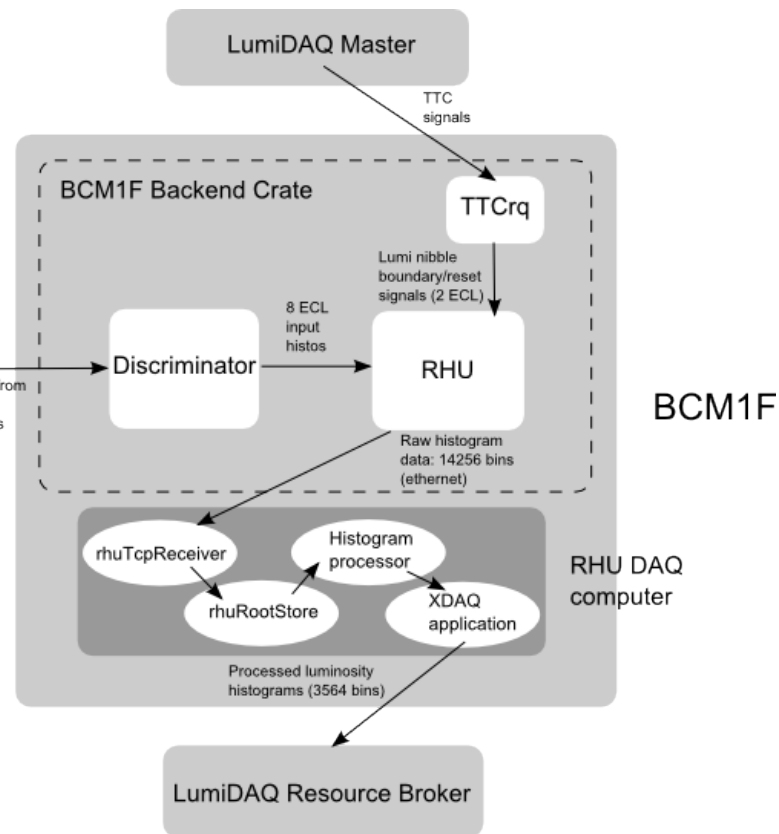 LumiDAQ Master
TTC
signals
BCM1F Backend Crate
TTCrq
Lumi nibble
boundary/reset
signals (2 ECL)
8 ECL
input
histos
Discriminator
RHU
from
s
BCM1F
Raw histogram
data: 14256 bins
(ethernet)
Histogram
processor
rhuTcpReceiver
rhuRootStore
XDAQ
application
RHU DAQ
computer
Processed luminosity
histograms (3564 bins)
LumiDAQ Resource Broker